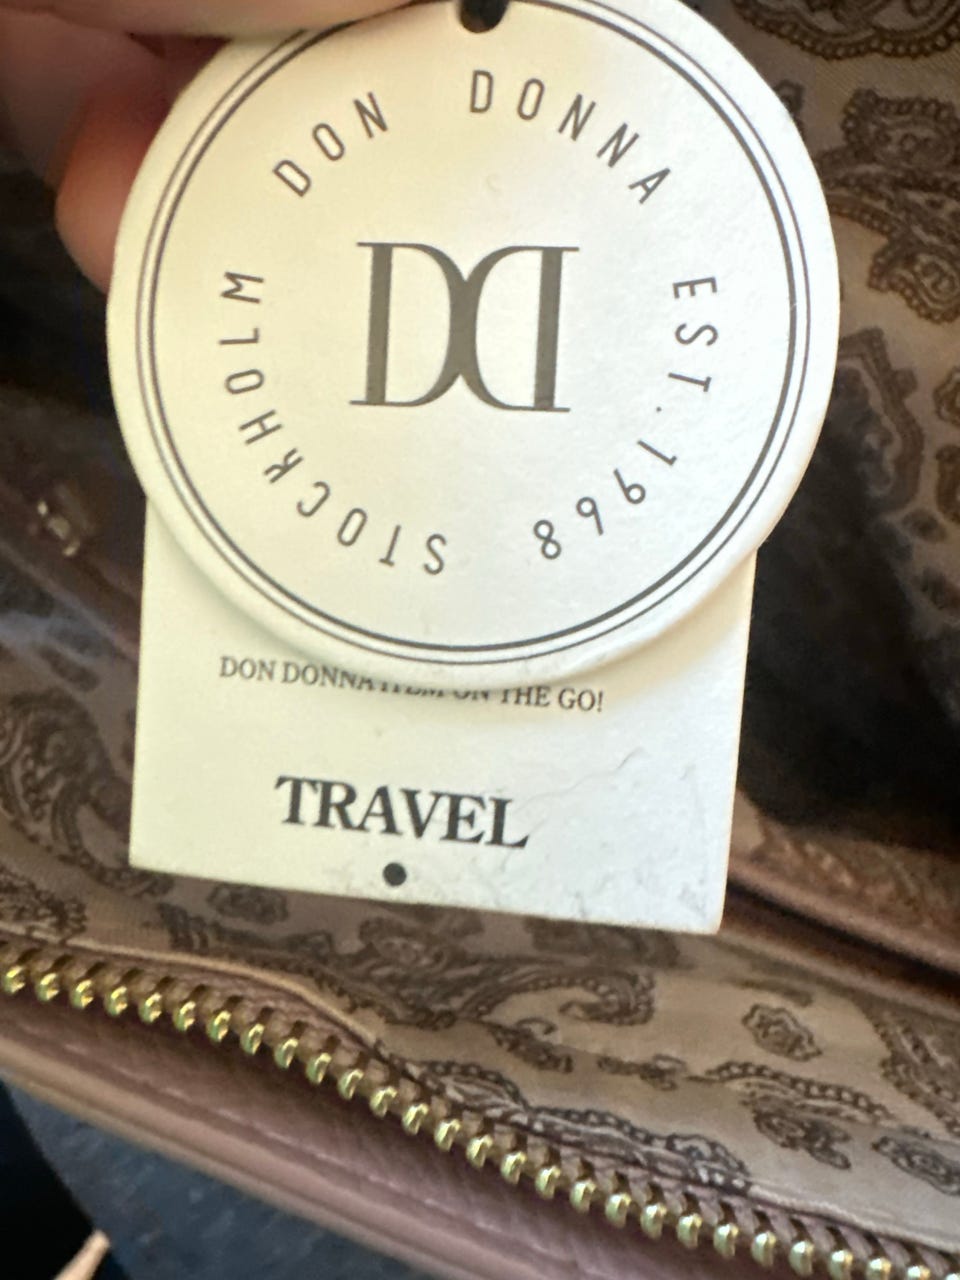 DON DONNA
EST. 1968
STOCKHOLM
DD
DON DONNA ITEM ON THE GO!
TRAVEL